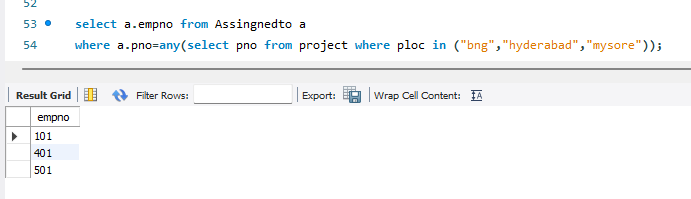 52
53 select a.empno from Assingnedto a
54 where a.pno=any(select pno from project where ploc in ("bng","hyderabad","mysore"));
Result Grid Filter Rows: Export: Wrap Cell Content: IA
empno
101
401
501